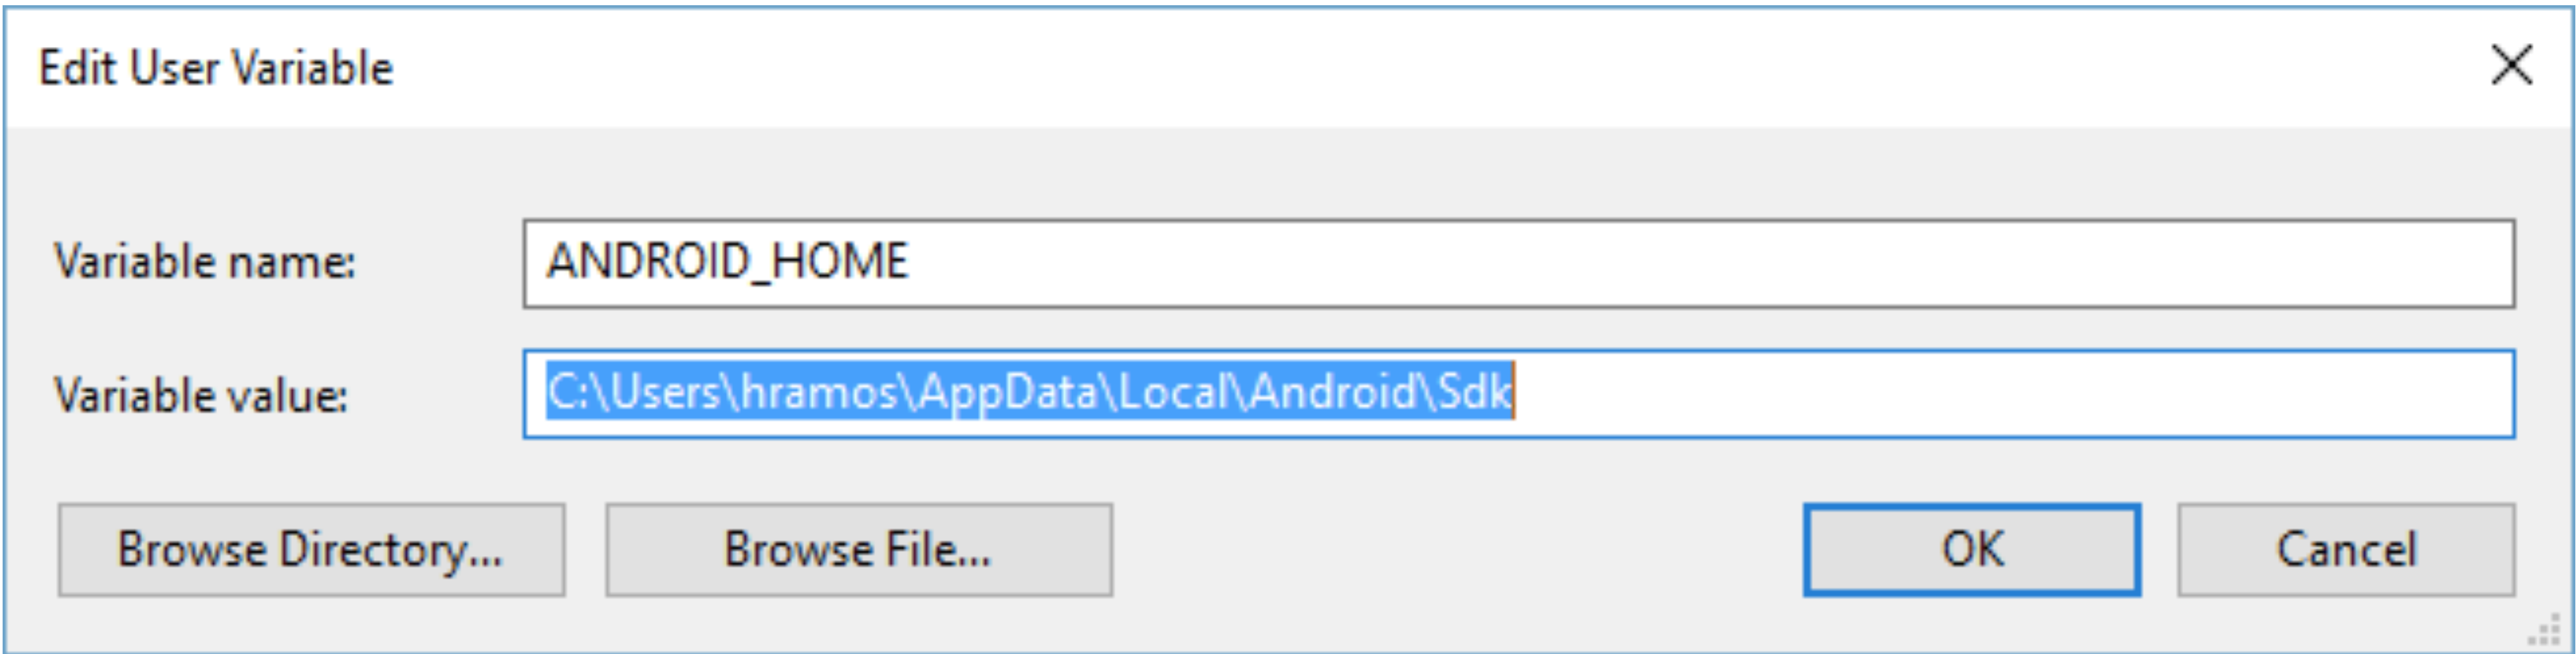 Edit User Variable
Variable name: ANDROID_HOME
Variable value: C:\Users\hramos\AppData\Local\Android\Sdk
Browse Directory... Browse File... OK Cancel